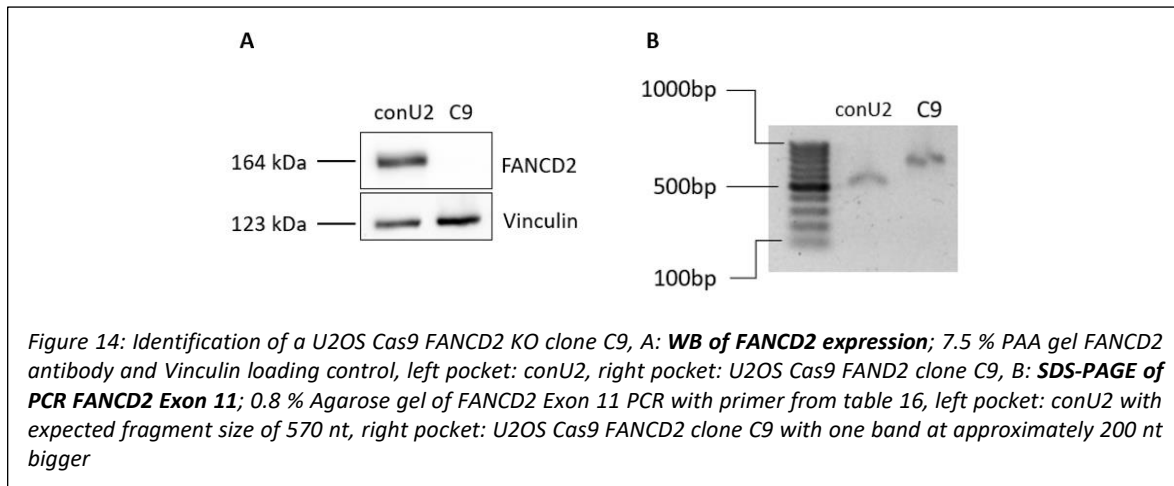 A
B
conU2 C9
164 kDa
FANCD2
123 kDa
Vinculin
1000bp
conU2
C9
500bp
100bp
Figure 14: Identification of a U2OS Cas9 FANCD2 KO clone C9, A: WB of FANCD2 expression; 7.5 % PAA gel FANCD2
antibody and Vinculin loading control, left pocket: conU2, right pocket: U2OS Cas9 FAND2 clone C9, B: SDS-PAGE of
PCR FANCD2 Exon 11; 0.8 % Agarose gel of FANCD2 Exon 11 PCR with primer from table 16, left pocket: conU2 with
expected fragment size of 570 nt, right pocket: U2OS Cas9 FANCD2 clone C9 with one band at approximately 200 nt
bigger